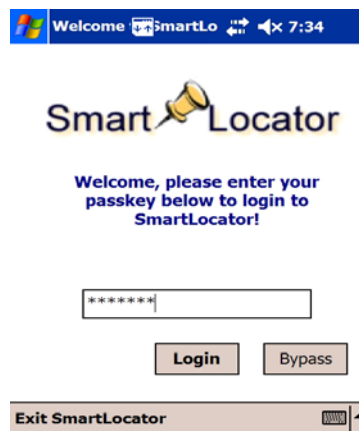 Welcome SmartLo 7:34
Smart Locator
Welcome, please enter your
passkey below to login to
SmartLocator!
*******
Login Bypass
Exit SmartLocator